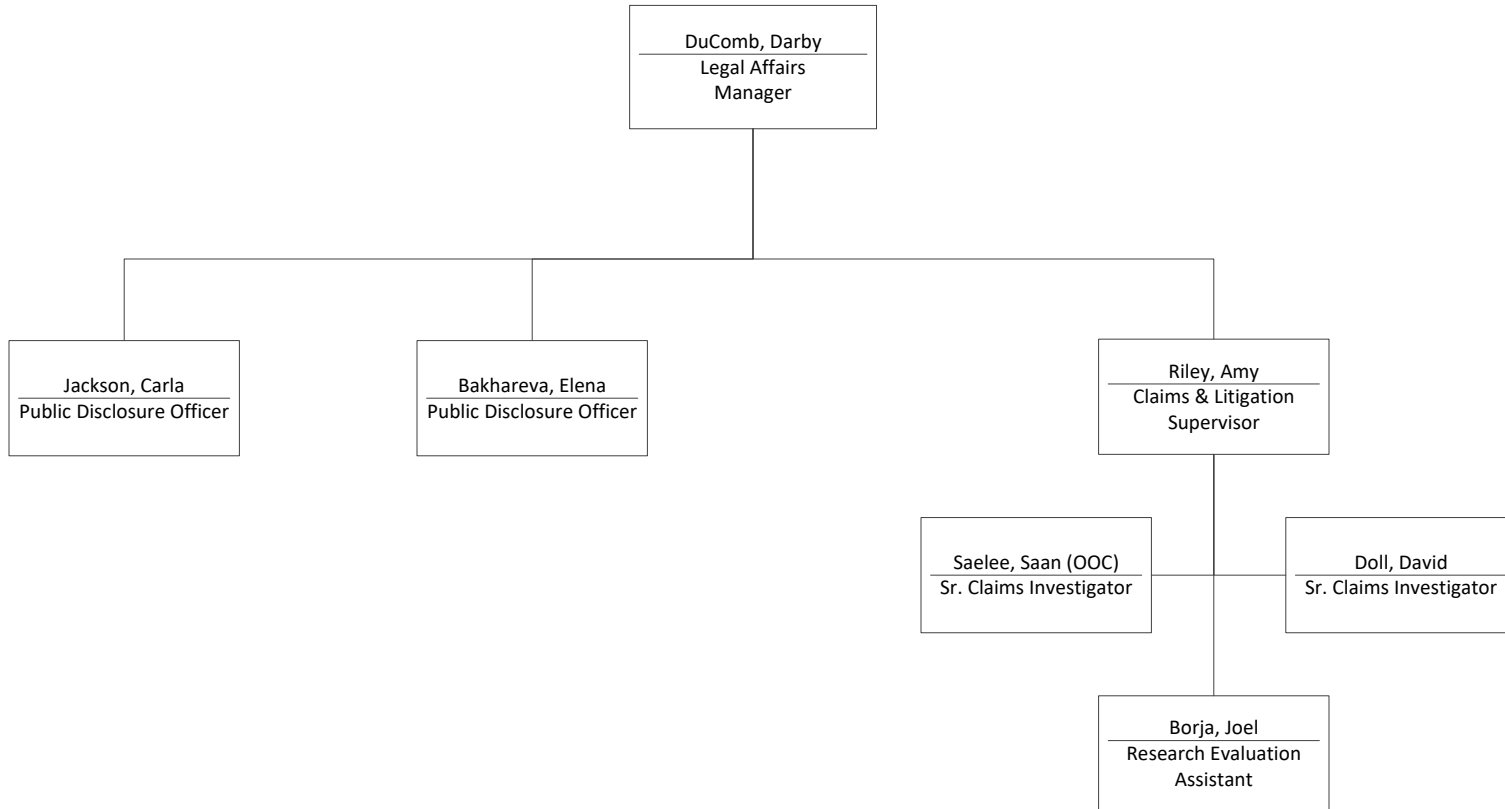 DuComb, Darby
Legal Affairs
Manager
Jackson, Carla
Public Disclosure Officer
Bakhareva, Elena
Public Disclosure Officer
Riley, Amy
Claims & Litigation
Supervisor
Saelee, Saan (OOC)
Sr. Claims Investigator
Doll, David
Sr. Claims Investigator
Borja, Joel
Research Evaluation
Assistant